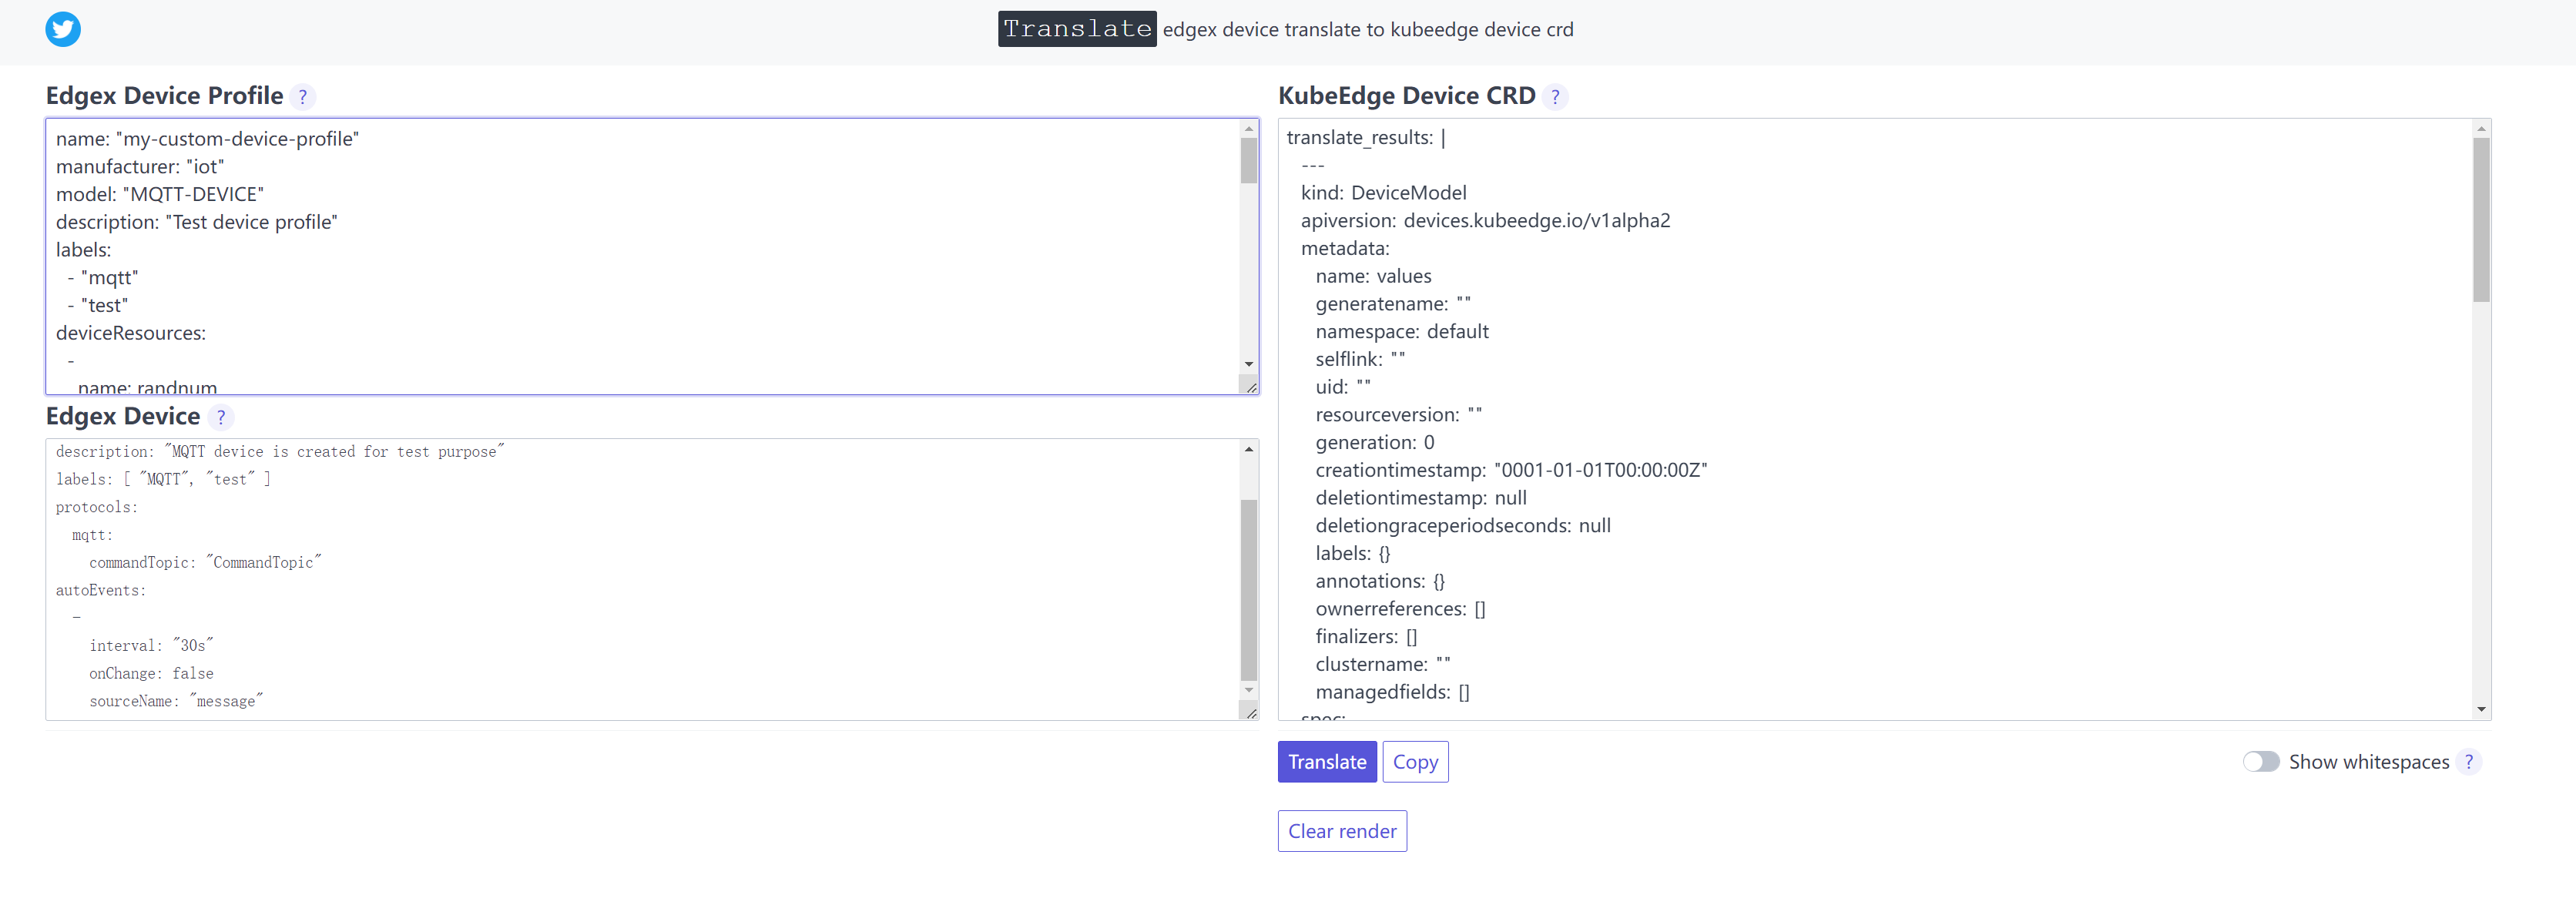 Translate edgex device translate to kubeedge device crd
Edgex Device Profile ?
name: "my-custom-device-profile"
manufacturer: "iot"
model: "MQTT-DEVICE"
description: "Test device profile"
labels:
- "mqtt"
- "test"
deviceResources:
-
name: randnum
Edgex Device ?
description: "MQTT device is created for test purpose"
labels: [ "MQTT", "test" ]
protocols:
mqtt:
commandTopic: "CommandTopic"
autoEvents:
-
interval: "30s"
onChange: false
sourceName: "message"
KubeEdge Device CRD ?
translate_results: |
---
kind: DeviceModel
apiversion: devices.kubeedge.io/v1alpha2
metadata:
name: values
generatename: ""
namespace: default
selflink: ""
uid: ""
resourceversion: ""
generation: 0
creationtimestamp: "0001-01-01T00:00:00Z"
deletiontimestamp: null
deletiongraceperiodseconds: null
labels: {}
annotations: {}
ownerreferences: []
finalizers: []
clustername: ""
managedfields: []
spec:
Translate Copy
Show whitespaces ?
Clear render